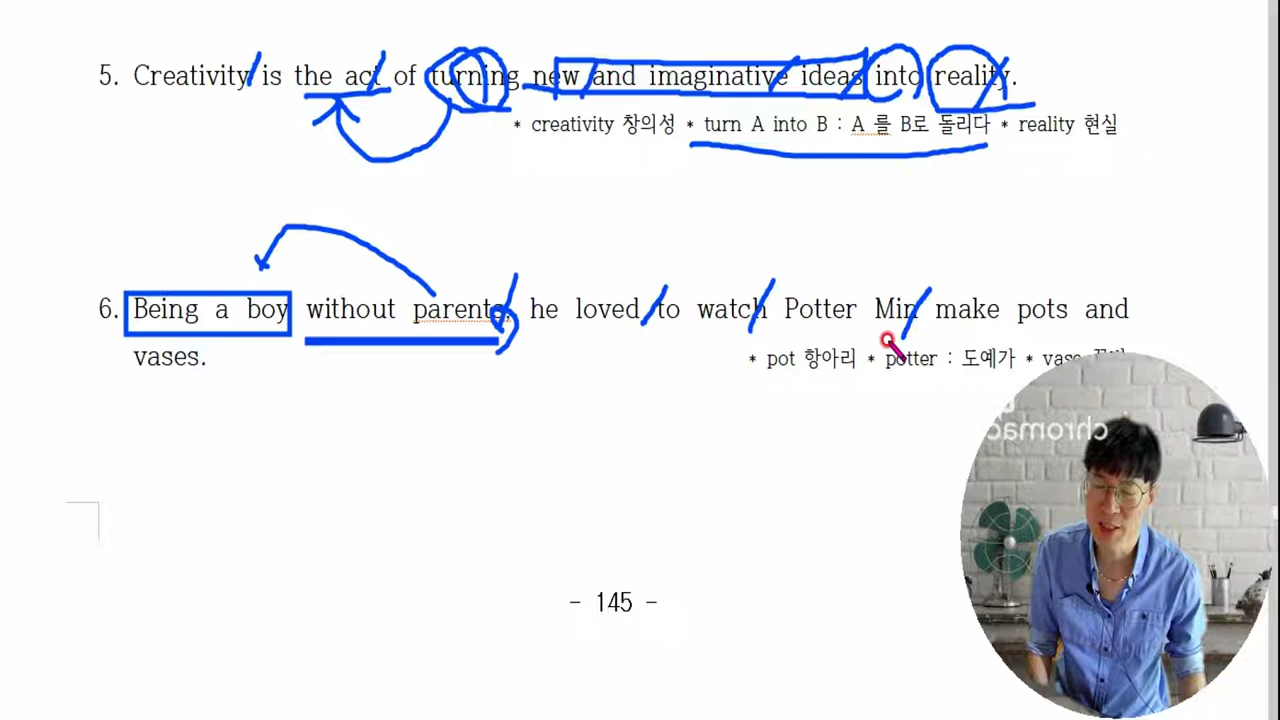 5. Creativity is the act of turning new and imaginative ideas into reality.
* creativity 창의성 * turn A into B : A 를 B로 돌리다 * reality 현실
6. Being a boy without parents, he loved to watch Potter Min make pots and
vases.
* pot 항아리 * potter : 도예가 * vase
chromac
- 145 -